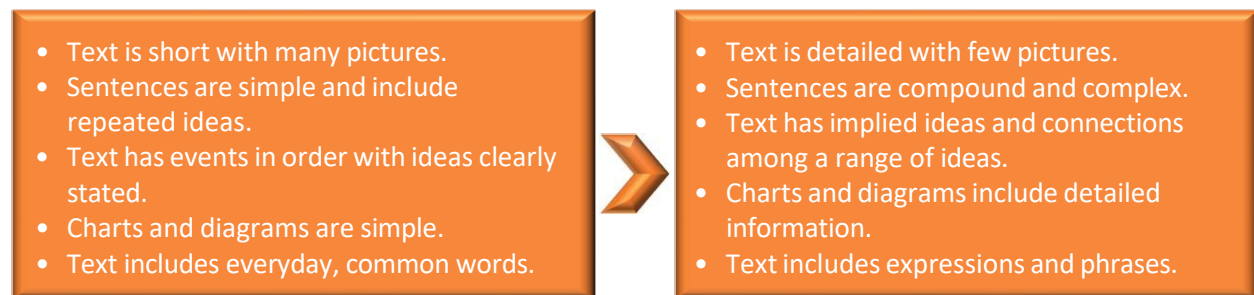 • Text is short with many pictures.
• Sentences are simple and include
repeated ideas.
• Text has events in order with ideas clearly
stated.
• Charts and diagrams are simple.
• Text includes everyday, common words.
• Text is detailed with few pictures.
• Sentences are compound and complex.
• Text has implied ideas and connections
among a range of ideas.
• Charts and diagrams include detailed
information.
• Text includes expressions and phrases.